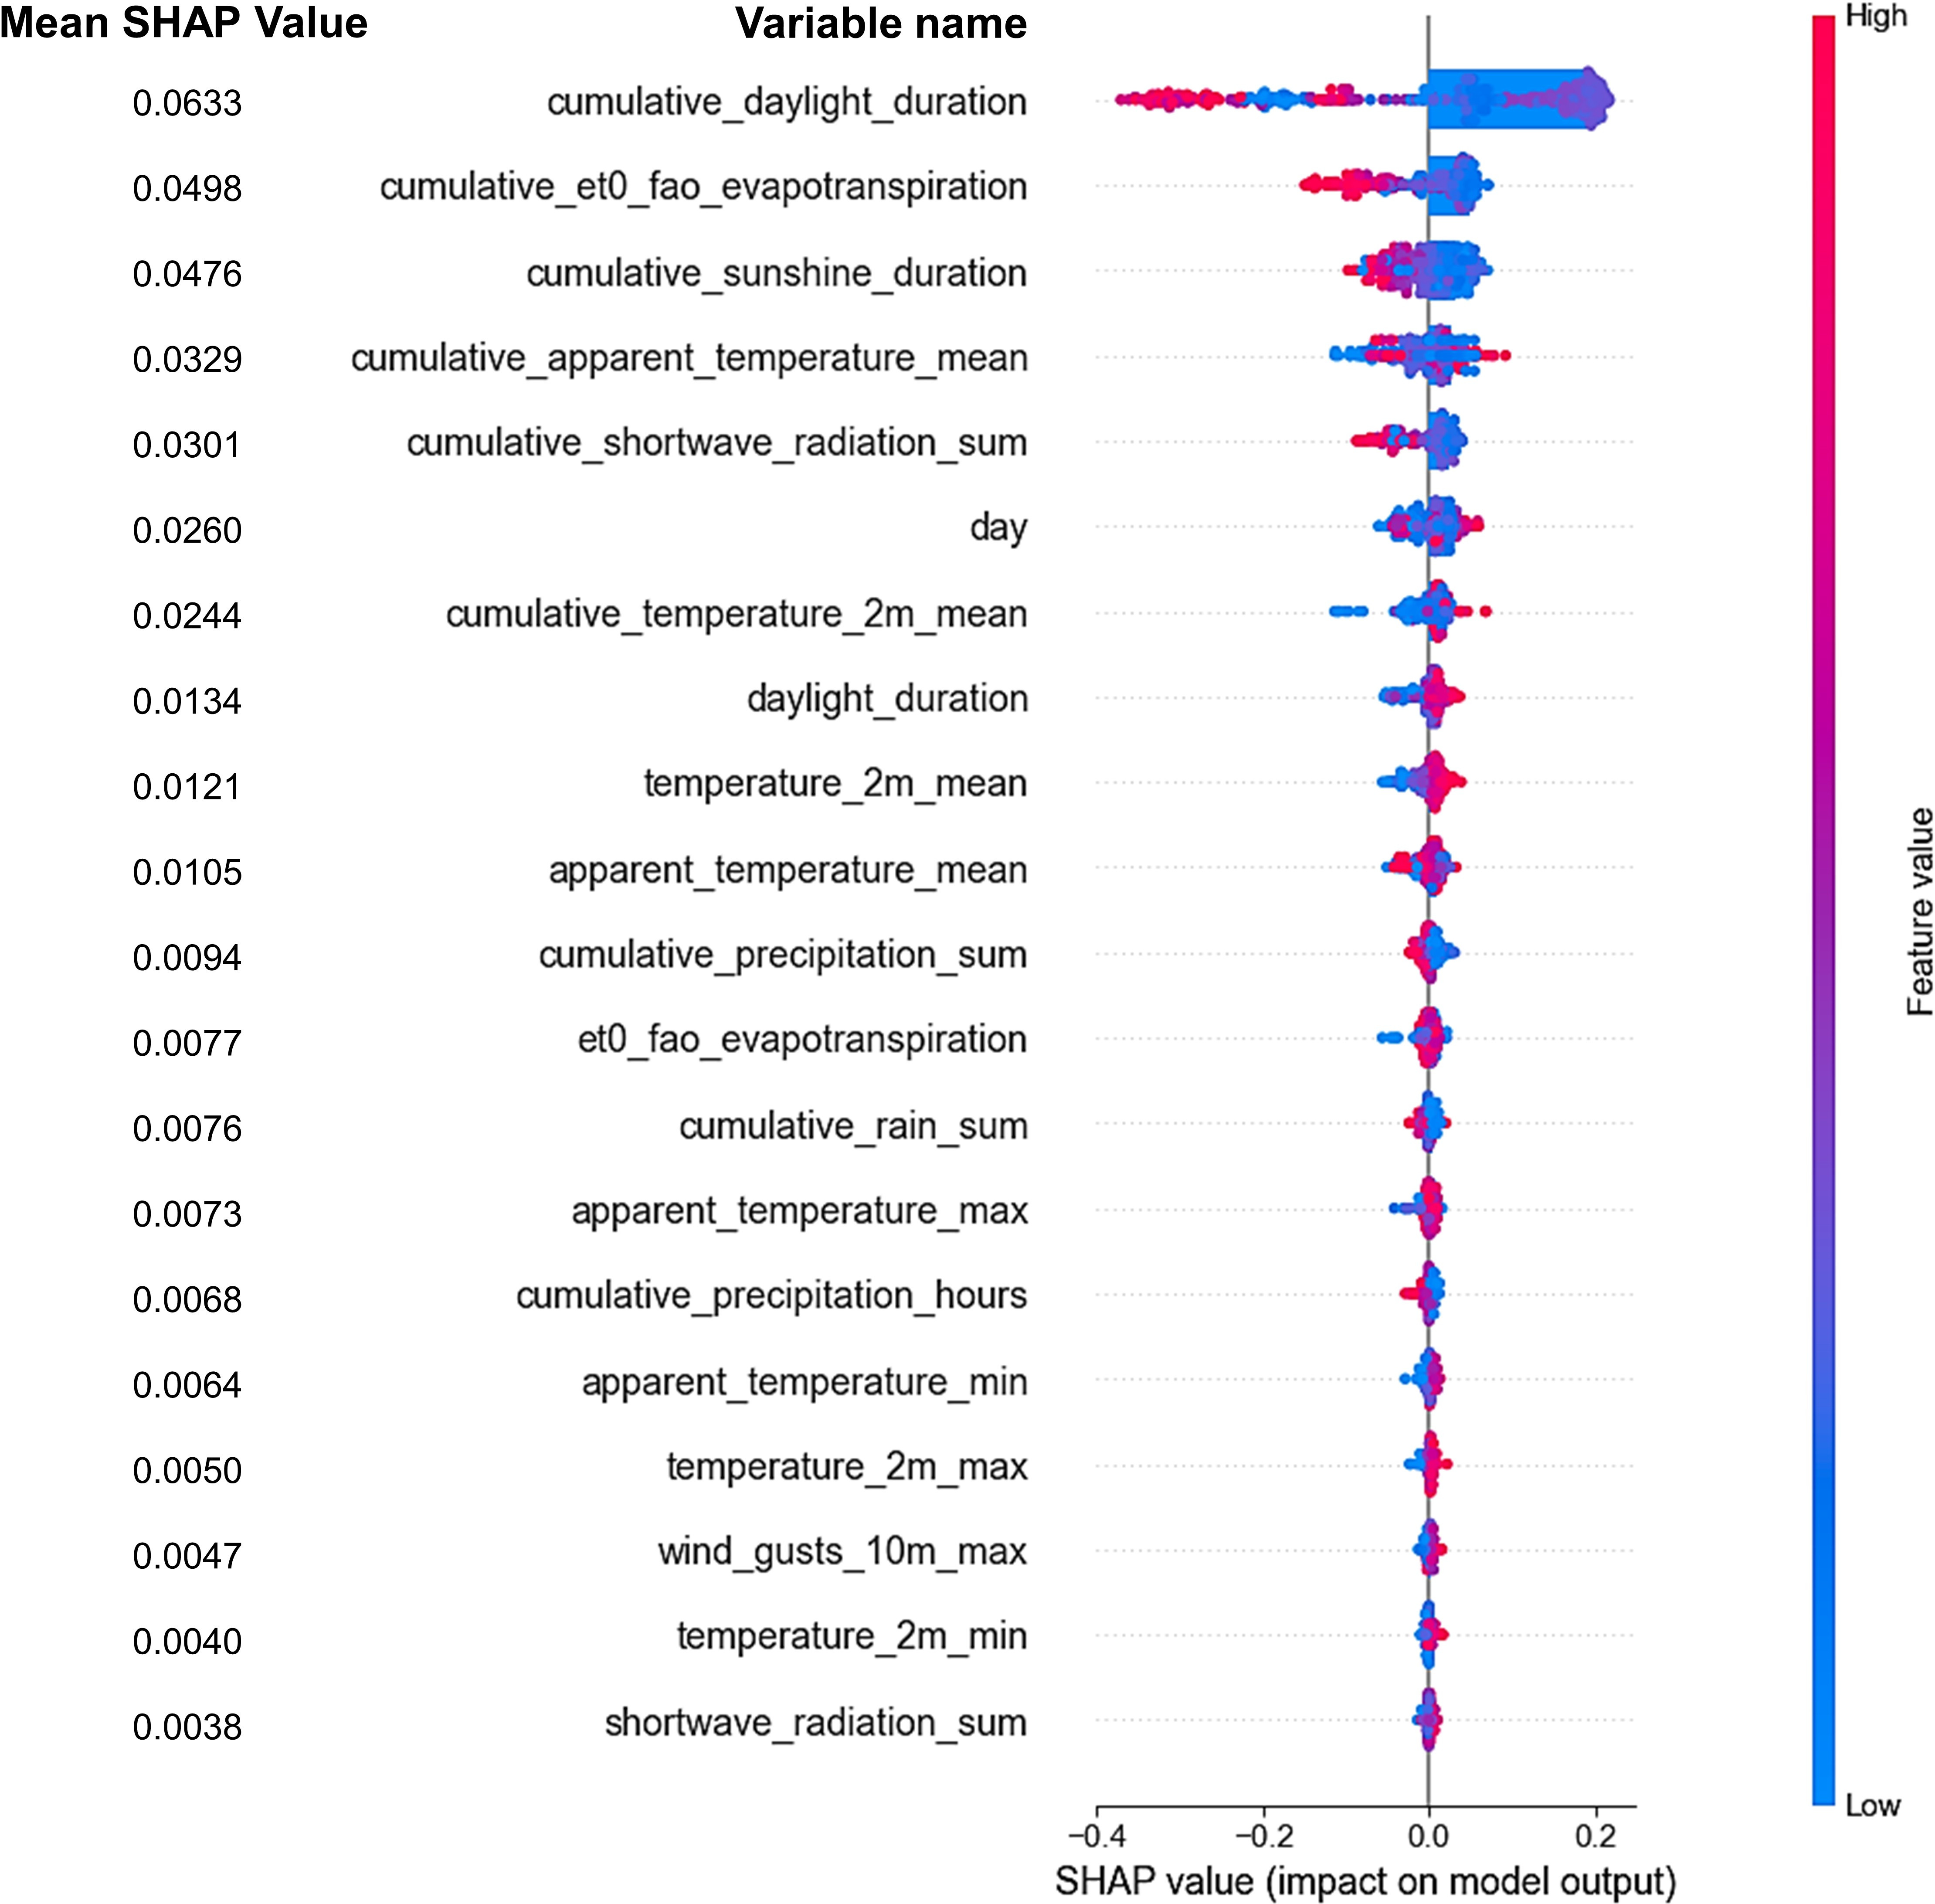 Mean SHAP Value Variable name
High
0.0633 cumulative_daylight_duration
0.0498 cumulative_et0_fao_evapotranspiration
0.0476 cumulative_sunshine_duration
0.0329 cumulative_apparent_temperature_mean
0.0301 cumulative_shortwave_radiation_sum
0.0260 day
0.0244 cumulative_temperature_2m_mean
0.0134 daylight_duration
0.0121 temperature_2m_mean
0.0105 apparent_temperature_mean
0.0094 cumulative_precipitation_sum
0.0077 et0_fao_evapotranspiration
0.0076 cumulative_rain_sum
0.0073 apparent_temperature_max
0.0068 cumulative_precipitation_hours
0.0064 apparent_temperature_min
0.0050 temperature_2m_max
0.0047 wind_gusts_10m_max
0.0040 temperature_2m_min
0.0038 shortwave_radiation_sum
Feature value
Low
−0.4 −0.2 0.0 0.2
SHAP value (impact on model output)